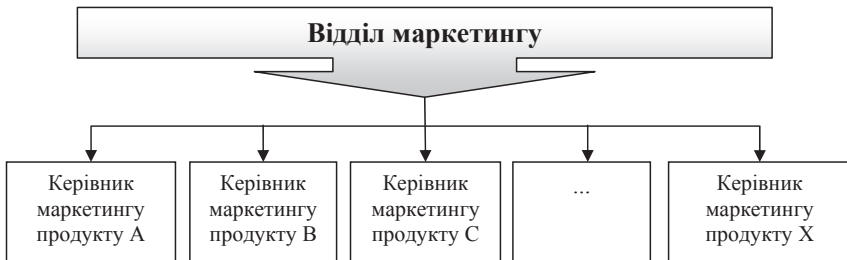 Відділ маркетингу
Керівник
маркетингу
продукту А
Керівник
маркетингу
продукту В
Керівник
маркетингу
продукту С
...
Керівник
маркетингу
продукту Х